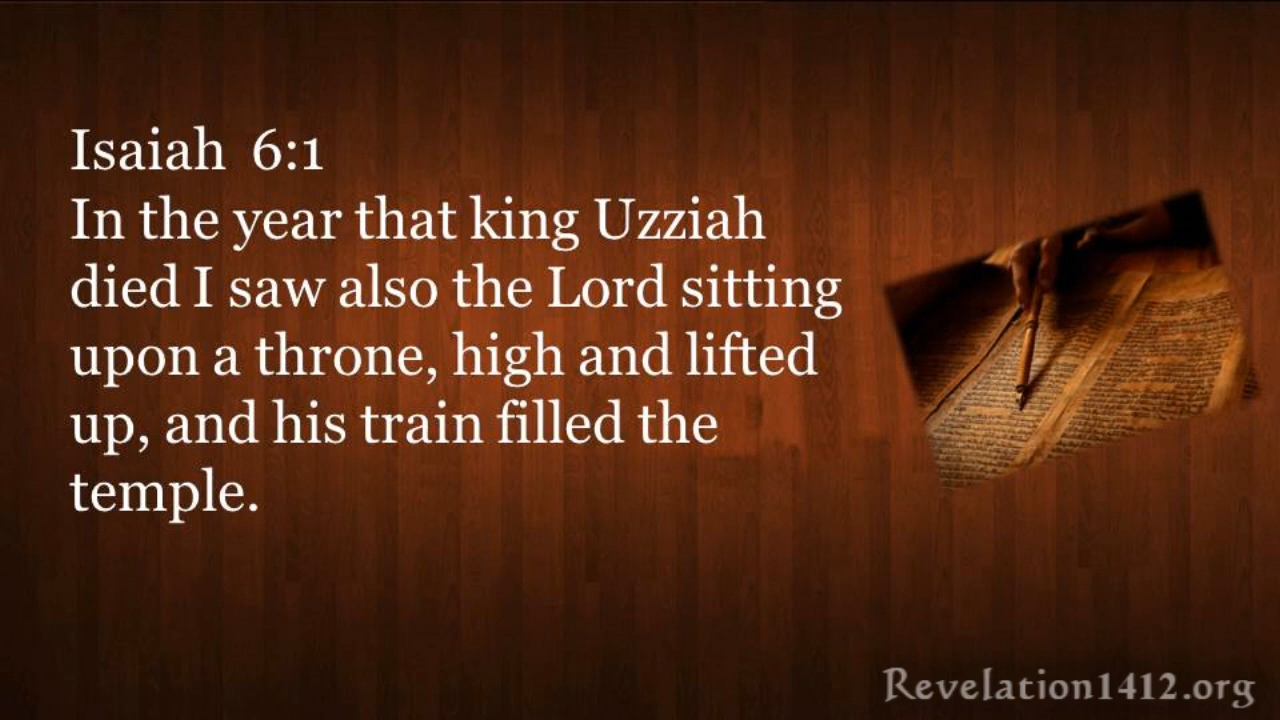 Isaiah  6:1
In the year that king Uzziah
died I saw also the Lord sitting
upon a throne, high and lifted
up, and his train filled the
temple.
Revelation1412.org